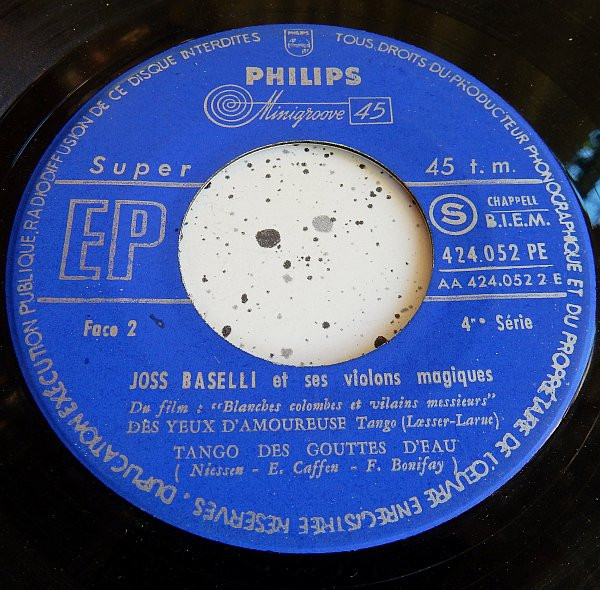 TOUS DROITS DU PRODUCTEUR PHONOGRAPHIQUE ET DU PROPRIÉTAIRE DE L'ŒUVRE ENREGISTRÉE RÉSERVÉS. DUPLICATION EXÉCUTION PUBLIQUE, RADIODIFFUSION DE CE DISQUE INTERDITES
PHILIPS
Minigroove 45
Super
45 t. m.
EP
S
CHAPPELL
B.I.E.M.
424.052 PE
AA 424.052 2 E
Face 2
4me Série
JOSS BASELLI et ses violons magiques
Du film : "Blanches colombes et vilains messieurs"
DES YEUX D'AMOUREUSE Tango (Lœsser-Larue)
TANGO DES GOUTTES D'EAU
( Niessen - E. Caffen - F. Bonifay )